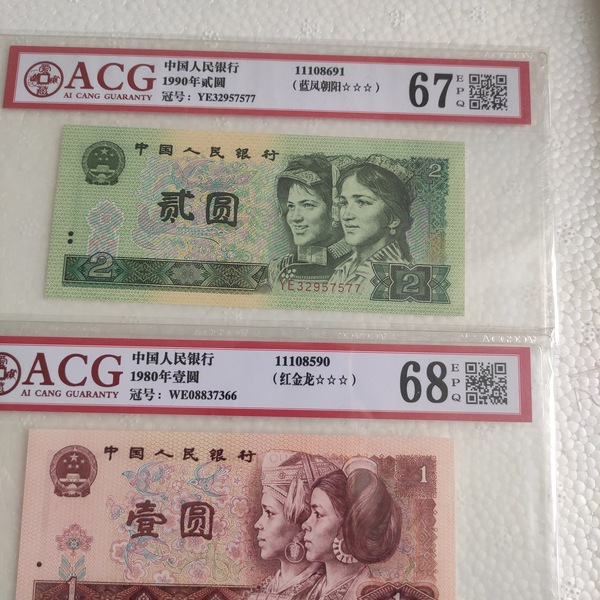 ACG
AI CANG GUARANTY
中国人民银行
1990年贰圆
冠号：YE32957577
11108691
（蓝凤朝阳☆☆☆）
67
EPQ
中国人民银行
贰圆
2
2
2
YE32957577
ACG
AI CANG GUARANTY
中国人民银行
1980年壹圆
冠号：WE08837366
11108590
（红金龙☆☆☆）
68
EPQ
中国人民银行
1
壹圆
1
1